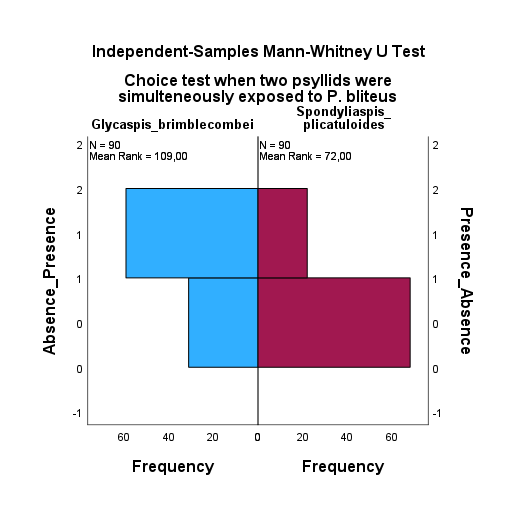 Independent-Samples Mann-Whitney U Test
Choice test when two psyllids were
simulteneously exposed to P. bliteus
Glycaspis_brimblecombei
Spondyliaspis_
plicatuloides
N = 90
Mean Rank = 109,00
N = 90
Mean Rank = 72,00
Absence_Presence
2
2
1
1
0
0
-1
2
2
1
1
0
0
-1
Presence_Absence
60 40 20 0 20 40 60
Frequency
Frequency